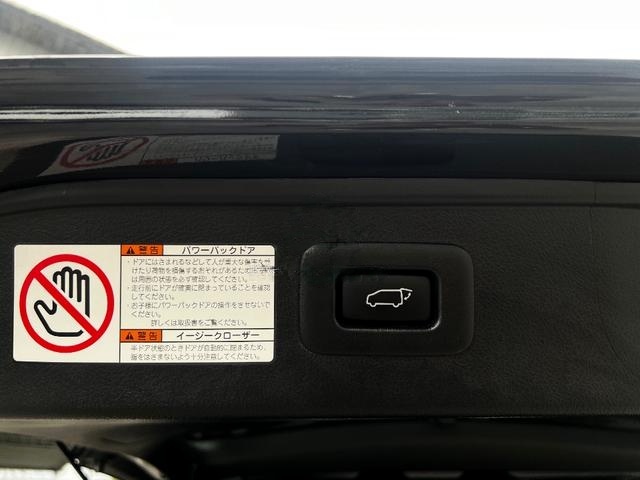 警告 パワーバックドア
・ドアにはさまれるなどして人が重大な傷害を受
けたり荷物を損傷するおそれがあるため
は周囲の状態を必ず確認してください。
・走行前にドアが確実に閉まっていることを確認
してください。
・お子様にパワーバックドアの操作をさせないで
ください。
詳しくは取扱書をご覧ください。
警告 イージークローザー
半ドア状態のときドアが自動的に閉まるため、
指をはさまないよう十分注意してください。